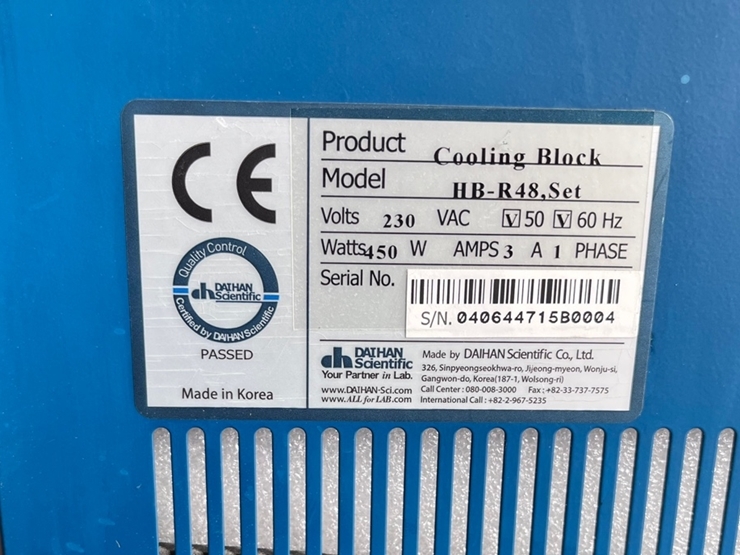 CE
Quality Control
DAIHAN
Scientific
Certified by DAIHAN Scientific
PASSED
Made in Korea
Product Cooling Block
Model HB-R48,Set
Volts 230 VAC V 50 V 60 Hz
Watts 450 W AMPS 3 A 1 PHASE
Serial No.
S/N. 040644715B0004
DAIHAN
Scientific
Your Partner in Lab.
www.DAIHAN-Sci.com
www.ALL for LAB.com
Made by DAIHAN Scientific Co., Ltd.
326, Sinpyeongseokhwa-ro, Jijeong-myeon, Wonju-si,
Gangwon-do, Korea(187-1, Wolsong-ri)
Call Center : 080-008-3000 Fax : +82-33-737-7575
International Call : +82-2-967-5235